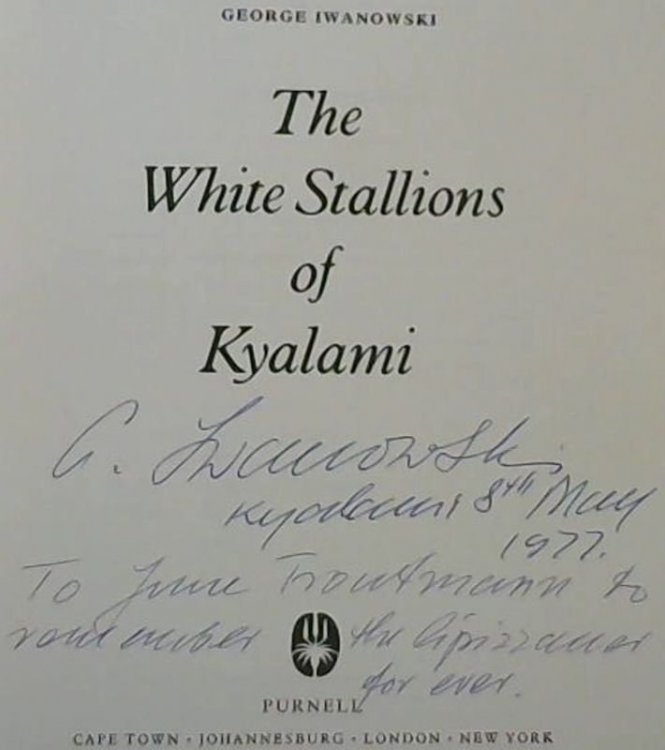 GEORGE IWANOWSKI
The
White Stallions
of
Kyalami
G. Iwanowski
Kyalami 8th May
1977.
To June Troutmann to
remember the lipizzaner
for ever.
PURNELL
CAPE TOWN • JOHANNESBURG • LONDON • NEW YORK